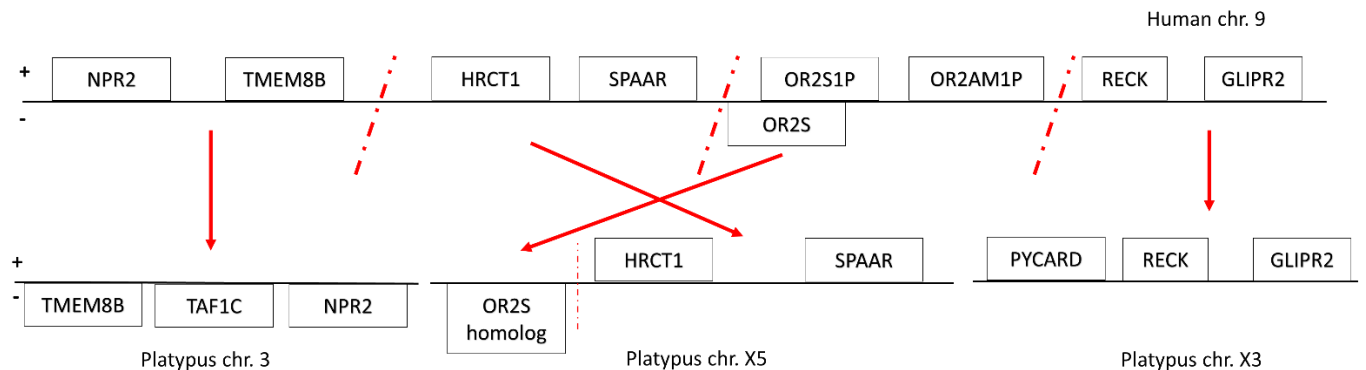 Human chr. 9
+
NPR2
TMEM8B
HRCT1
SPAAR
OR2S1P
OR2AM1P
RECK
GLIPR2
-
OR2S
+
HRCT1
SPAAR
PYCARD
RECK
GLIPR2
-
TMEM8B
TAF1C
NPR2
OR2S
homolog
Platypus chr. 3
Platypus chr. X5
Platypus chr. X3